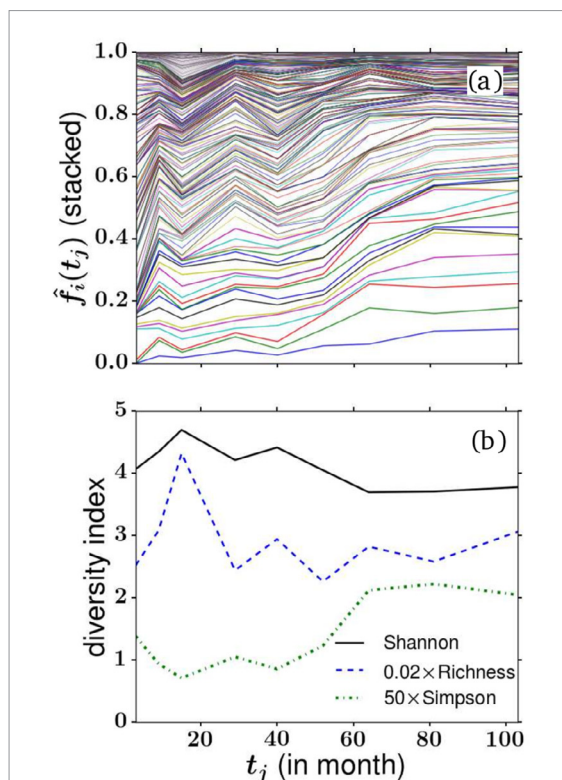 1.0
0.8
0.6
0.4
0.2
0.0
f̂ᵢ(tⱼ) (stacked)
(a)
5
4
3
2
1
0
diversity index
(b)
Shannon
0.02×Richness
50×Simpson
20 40 60 80 100
tⱼ (in month)